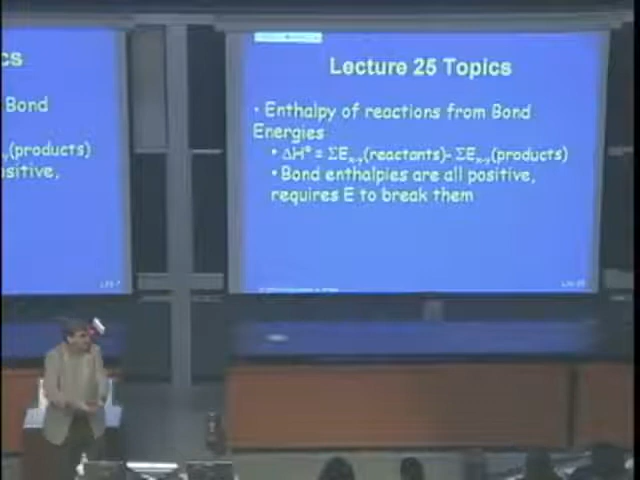 cs
Bond
(products)
sitive,
Lecture 25 Topics
• Enthalpy of reactions from Bond
Energies
• ΔH° = ΣEx-y(reactants)- ΣEx-y(products)
• Bond enthalpies are all positive,
requires E to break them